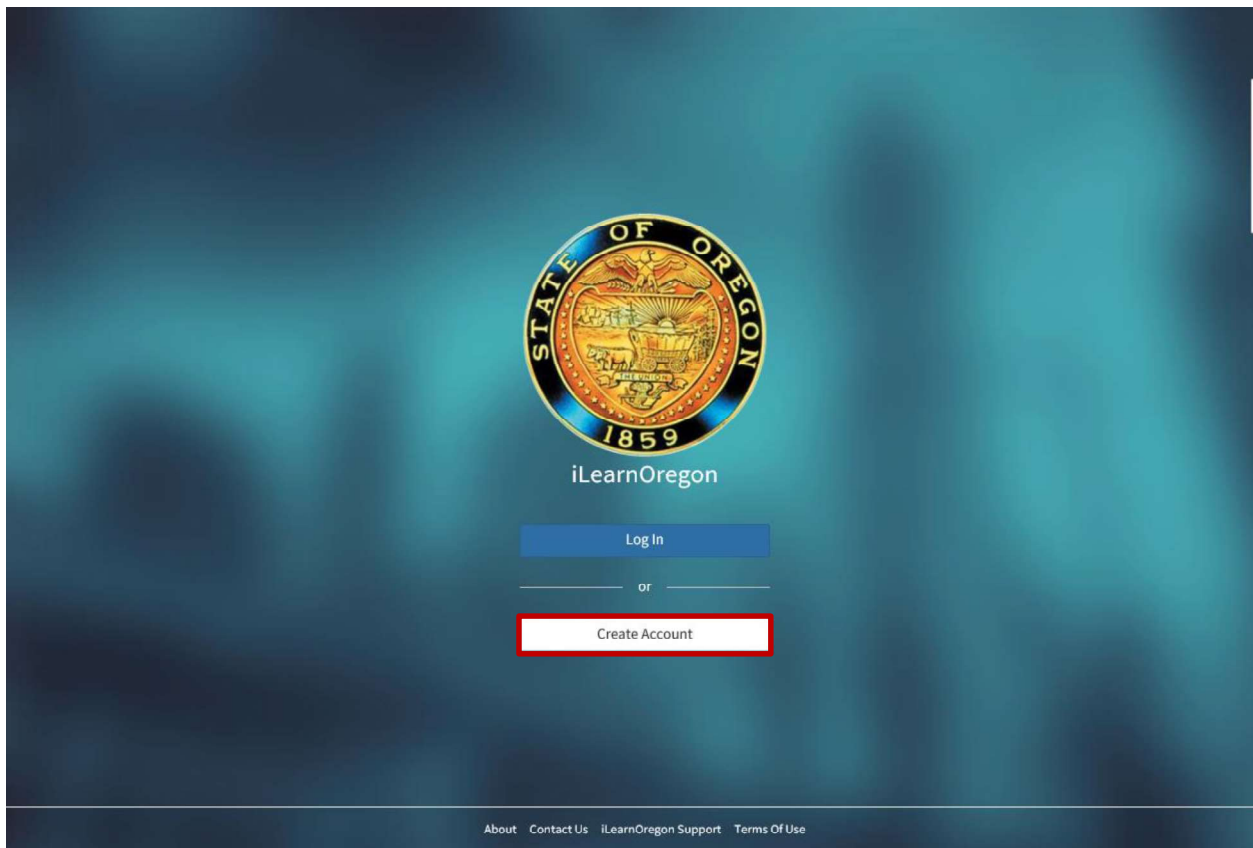 STATE OF OREGON
THE UNION
1859
iLearnOregon
Log In
or
Create Account
About Contact Us iLearnOregon Support Terms Of Use